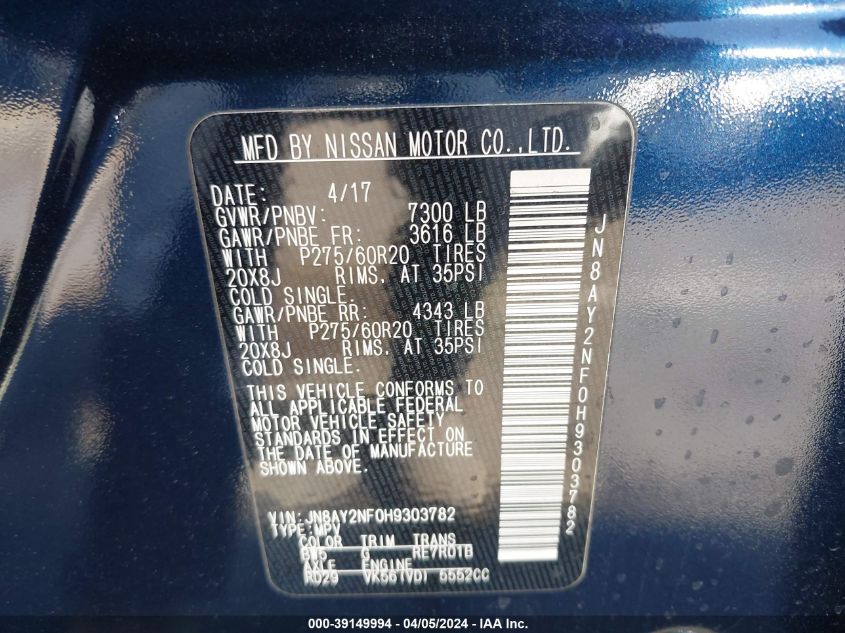 MFD BY NISSAN MOTOR CO.,LTD.
DATE: 4/17
GVWR/PNBV: 7300 LB
GAWR/PNBE FR: 3616 LB
WITH P275/60R20 TIRES
20X8J RIMS, AT 35PSI
COLD SINGLE.
GAWR/PNBE RR: 4343 LB
WITH P275/60R20 TIRES
20X8J RIMS, AT 35PSI
COLD SINGLE.
THIS VEHICLE CONFORMS TO
ALL APPLICABLE FEDERAL
MOTOR VEHICLE SAFETY
STANDARDS IN EFFECT ON
THE DATE OF MANUFACTURE
SHOWN ABOVE.
VIN: JN8AY2NF0H9303782
TYPE: MPV
COLOR TRIM TRANS
BW5 G RE7R01B
AXLE ENGINE
RD29 VK56(VD) 5552CC
JN8AY2NF0H9303782
000-39149994 - 04/05/2024 - IAA, Inc.